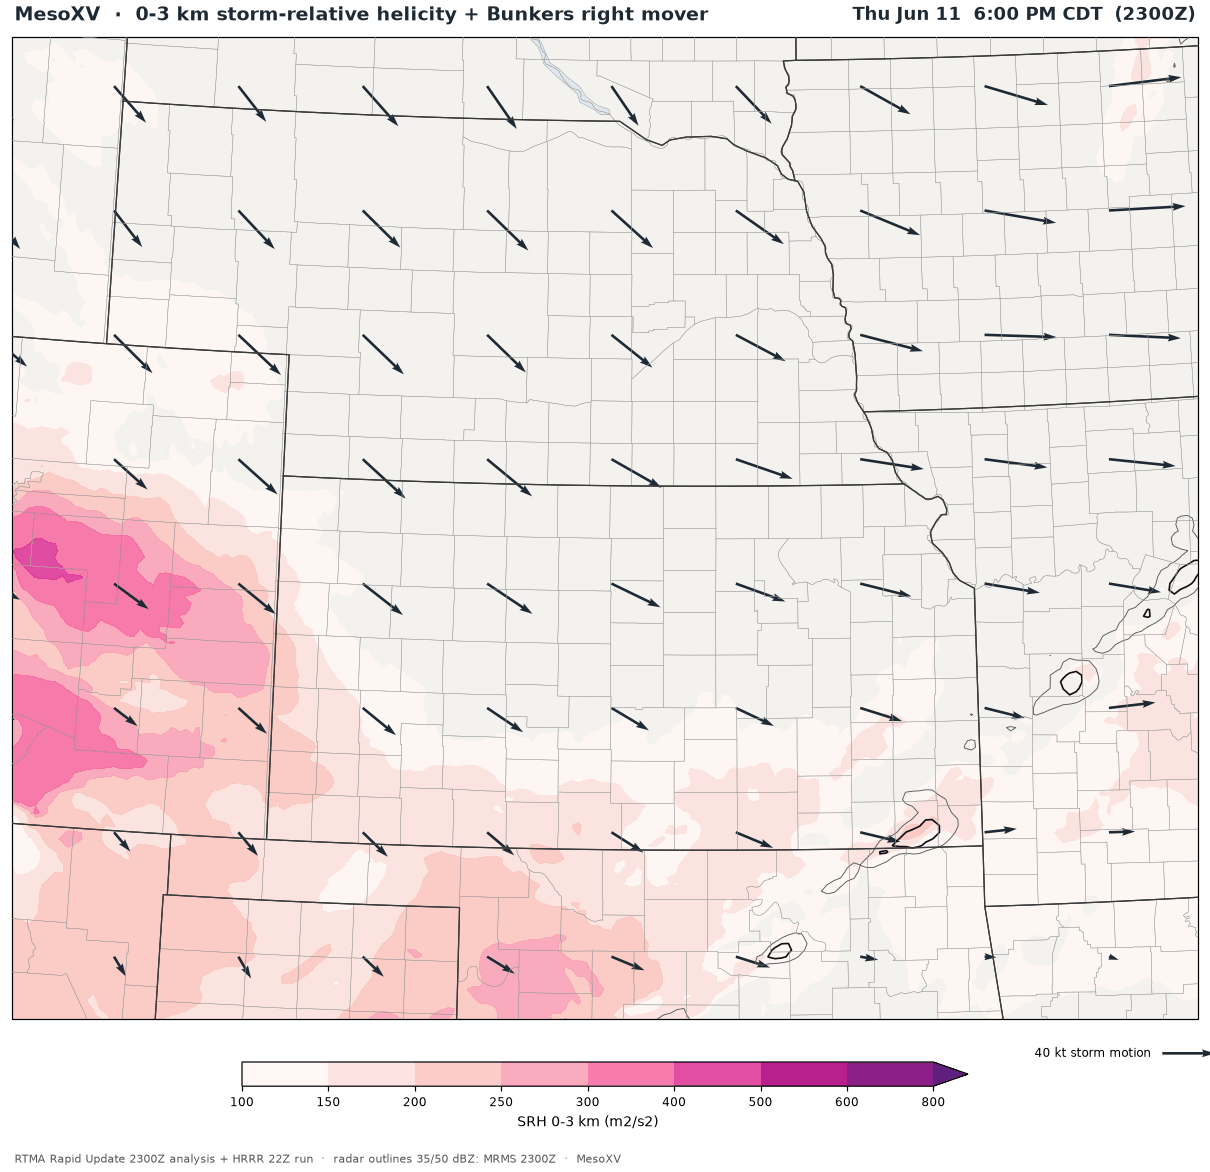 MesoXV · 0-3 km storm-relative helicity + Bunkers right mover
Thu Jun 11 6:00 PM CDT (2300Z)
40 kt storm motion
100 150 200 250 300 400 500 600 800
SRH 0-3 km (m2/s2)
RTMA Rapid Update 2300Z analysis + HRRR 22Z run · radar outlines 35/50 dBZ: MRMS 2300Z · MesoXV